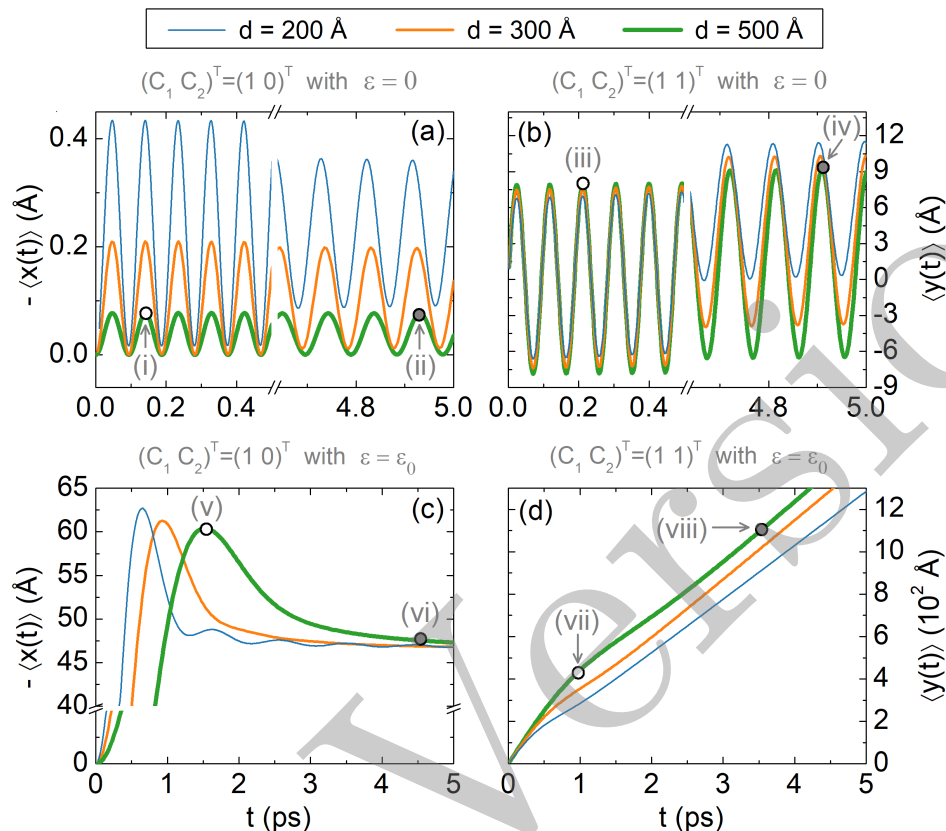 d = 200 Å d = 300 Å d = 500 Å
(C₁ C₂)ᵀ=(1 0)ᵀ with ε = 0
(C₁ C₂)ᵀ=(1 1)ᵀ with ε = 0
(a)
0.4
0.2
0.0
- ⟨x(t)⟩ (Å)
(i)
(ii)
0.0 0.2 0.4 4.8 5.0
(b)
(iii)
(iv)
12
9
6
3
0
-3
-6
-9
⟨y(t)⟩ (Å)
0.0 0.2 0.4 4.8 5.0
(C₁ C₂)ᵀ=(1 0)ᵀ with ε = ε₀
(C₁ C₂)ᵀ=(1 1)ᵀ with ε = ε₀
(c)
65
60
55
50
45
40
0
- ⟨x(t)⟩ (Å)
(v)
(vi)
0 1 2 3 4 5
t (ps)
(d)
(viii)
(vii)
12
10
8
6
4
2
0
⟨y(t)⟩ (10² Å)
0 1 2 3 4 5
t (ps)
Versio